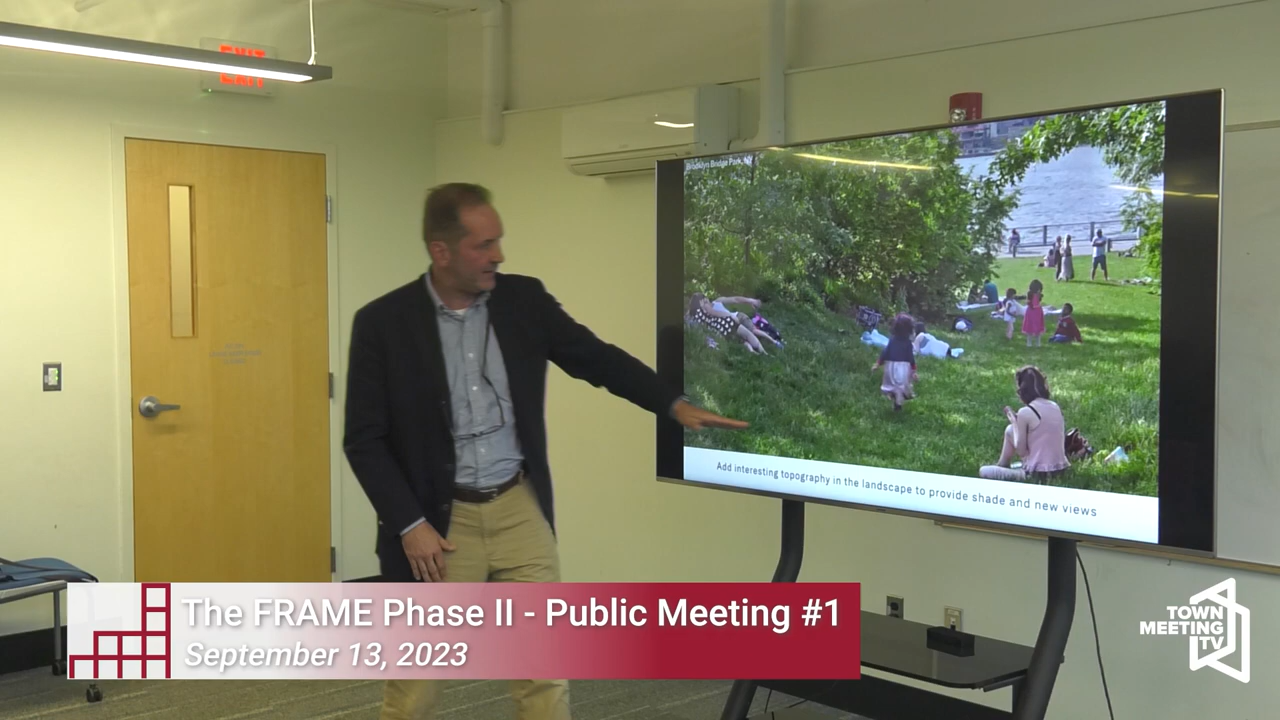 EXIT
Brooklyn Bridge Park, NY
Add interesting topography in the landscape to provide shade and new views
The FRAME Phase II - Public Meeting #1
September 13, 2023
TOWN
MEETING
TV